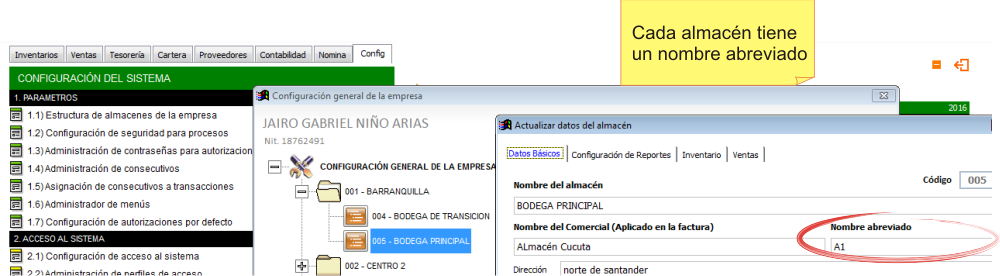 Cada almacén tiene
un nombre abreviado
Inventarios Ventas Tesorería Cartera Proveedores Contabilidad Nomina Config
CONFIGURACIÓN DEL SISTEMA
1. PARAMETROS
1.1) Estructura de almacenes de la empresa
1.2) Configuración de seguridad para procesos
1.3) Administración de contraseñas para autorizacion
1.4) Administración de consecutivos
1.5) Asignación de consecutivos a transacciones
1.6) Administrador de menús
1.7) Configuración de autorizaciones por defecto
2. ACCESO AL SISTEMA
2.1) Configuración de acceso al sistema
2.2) Administración de perfiles de acceso
Configuración general de la empresa
2016
JAIRO GABRIEL NIÑO ARIAS
Nit. 18762491
CONFIGURACIÓN GENERAL DE LA EMPRESA
001 - BARRANQUILLA
004 - BODEGA DE TRANSICION
005 - BODEGA PRINCIPAL
002 - CENTRO 2
Actualizar datos del almacén
Datos Básicos Configuración de Reportes Inventario Ventas
Nombre del almacén
Código 005
BODEGA PRINCIPAL
Nombre del Comercial (Aplicado en la factura) Nombre abreviado
ALmacén Cucuta A1
Dirección norte de santander